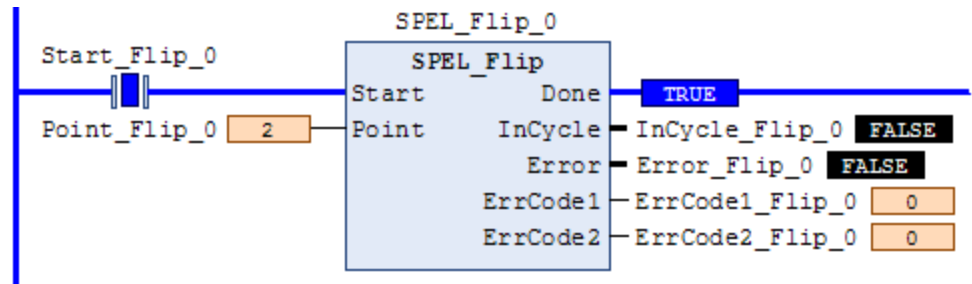 SPEL_Flip_0
Start_Flip_0
SPEL_Flip
Start Done TRUE
Point_Flip_0 2 Point InCycle InCycle_Flip_0 FALSE
Error Error_Flip_0 FALSE
ErrCode1 ErrCode1_Flip_0 0
ErrCode2 ErrCode2_Flip_0 0